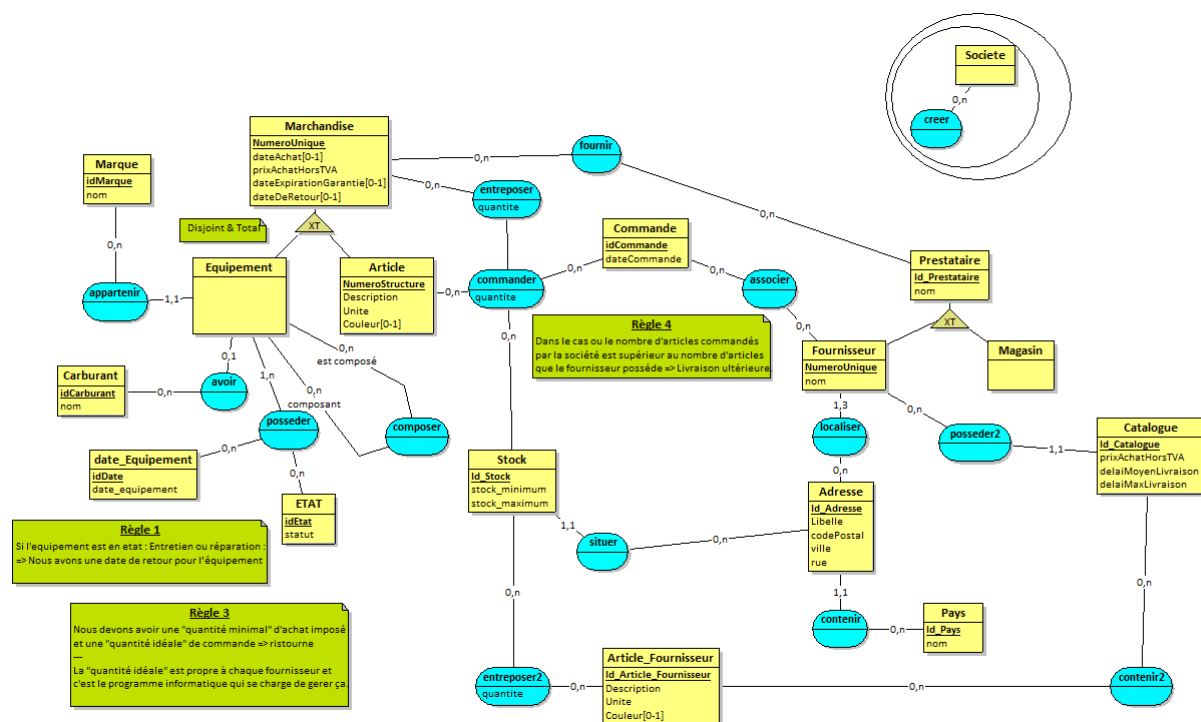 Societe
0,n
creer
Marchandise
NumeroUnique
dateAchat[0-1]
prixAchatHorsTVA
dateExpirationGarantie[0-1]
dateDeRetour[0-1]
0,n
fournir
0,n
Marque
idMarque
nom
0,n
entreposer
quantite
0,n
Disjoint & Total
XT
0,n
Commande
idCommande
dateCommande
0,n
0,n
associer
0,n
Prestataire
Id_Prestataire
nom
XT
Equipement
Article
NumeroStructure
Description
Unite
Couleur[0-1]
0,n
commander
quantite
appartenir
1,1
0,n
Règle 4
Dans le cas ou le nombre d'articles commandés
par la société est supérieur au nombre d'articles
que le fournisseur posséde => Livraison ultérieure.
Fournisseur
NumeroUnique
nom
Magasin
0,n
est composé
0,1
1,n
0,n
composant
Carburant
idCarburant
nom
0,n
avoir
posseder
composer
1,3
0,n
localiser
posseder2
1,1
Catalogue
Id_Catalogue
prixAchatHorsTVA
delaiMoyenLivraison
delaiMaxLivraison
date_Equipement
idDate
date_equipement
0,n
0,n
ETAT
idEtat
statut
Stock
Id_Stock
stock_minimum
stock_maximum
0,n
Adresse
Id_Adresse
Libelle
codePostal
ville
rue
1,1
situer
0,n
Règle 1
Si l'equipement est en etat : Entretien ou réparation :
=> Nous avons une date de retour pour l'équipement
1,1
contenir
0,n
Pays
Id_Pays
nom
0,n
0,n
Règle 3
Nous devons avoir une "quantité minimal" d'achat imposé
et une "quantité idéale" de commande => ristourne
---
La "quantité idéale" est propre à chaque fournisseur et
c'est le programme informatique qui se charge de gerer ça.
entreposer2
quantite
0,n
Article_Fournisseur
Id_Article_Fournisseur
Description
Unite
Couleur[0-1]
0,n
contenir2